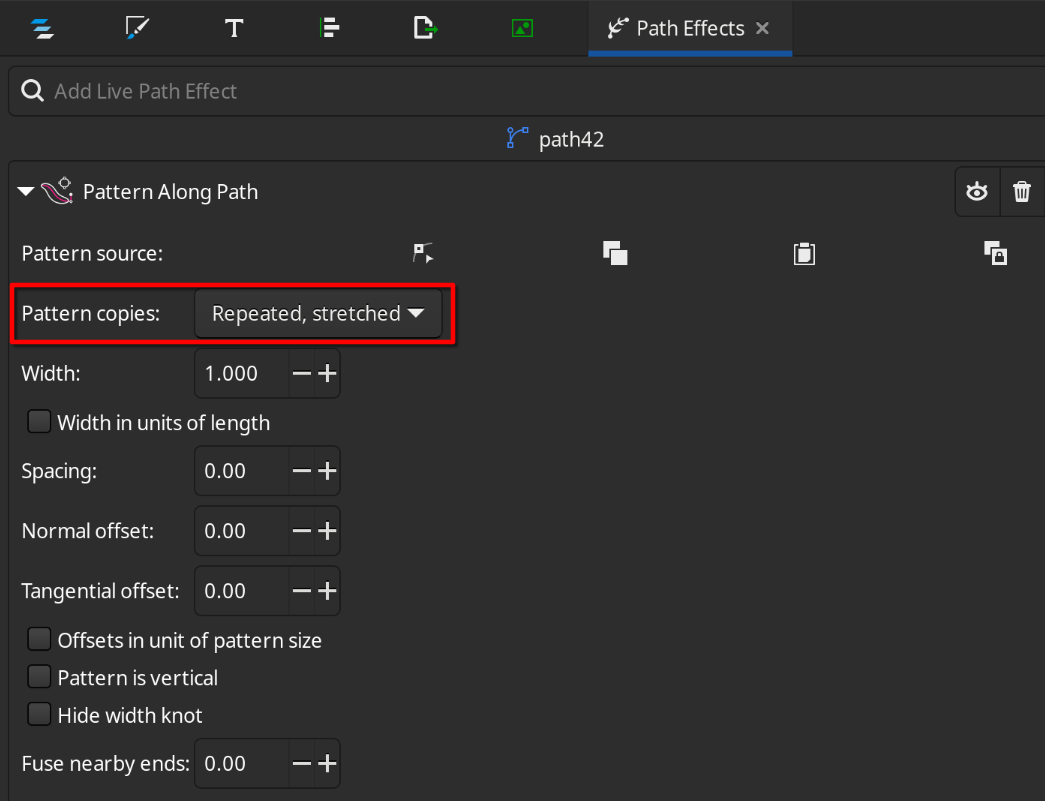 Path Effects
Add Live Path Effect
path42
Pattern Along Path
Pattern source:
Pattern copies: Repeated, stretched
Width: 1.000
Width in units of length
Spacing: 0.00
Normal offset: 0.00
Tangential offset: 0.00
Offsets in unit of pattern size
Pattern is vertical
Hide width knot
Fuse nearby ends: 0.00